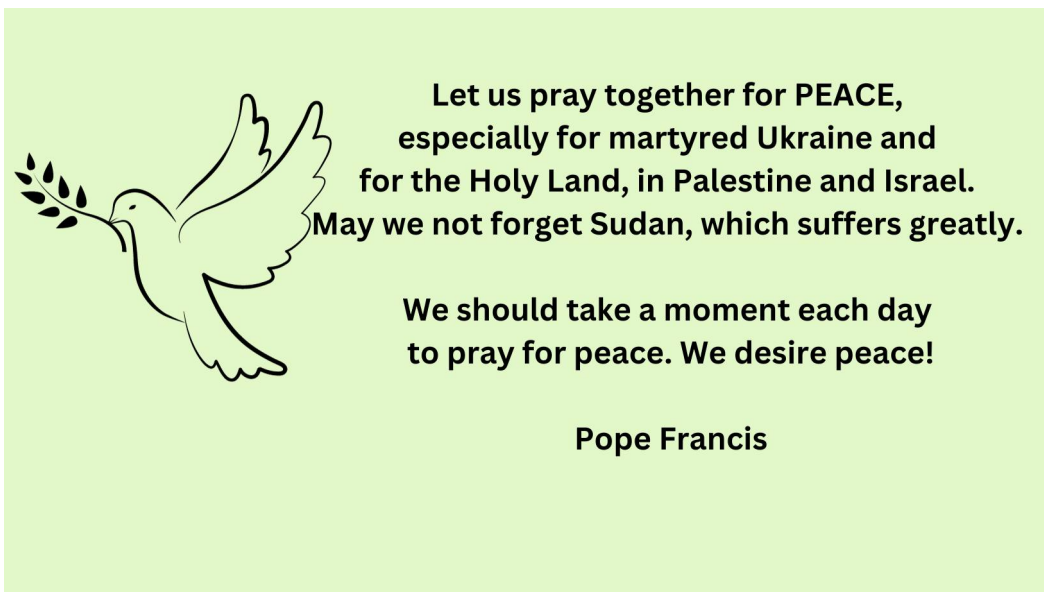 Let us pray together for PEACE,
especially for martyred Ukraine and
for the Holy Land, in Palestine and Israel.
May we not forget Sudan, which suffers greatly.
We should take a moment each day
to pray for peace. We desire peace!
Pope Francis